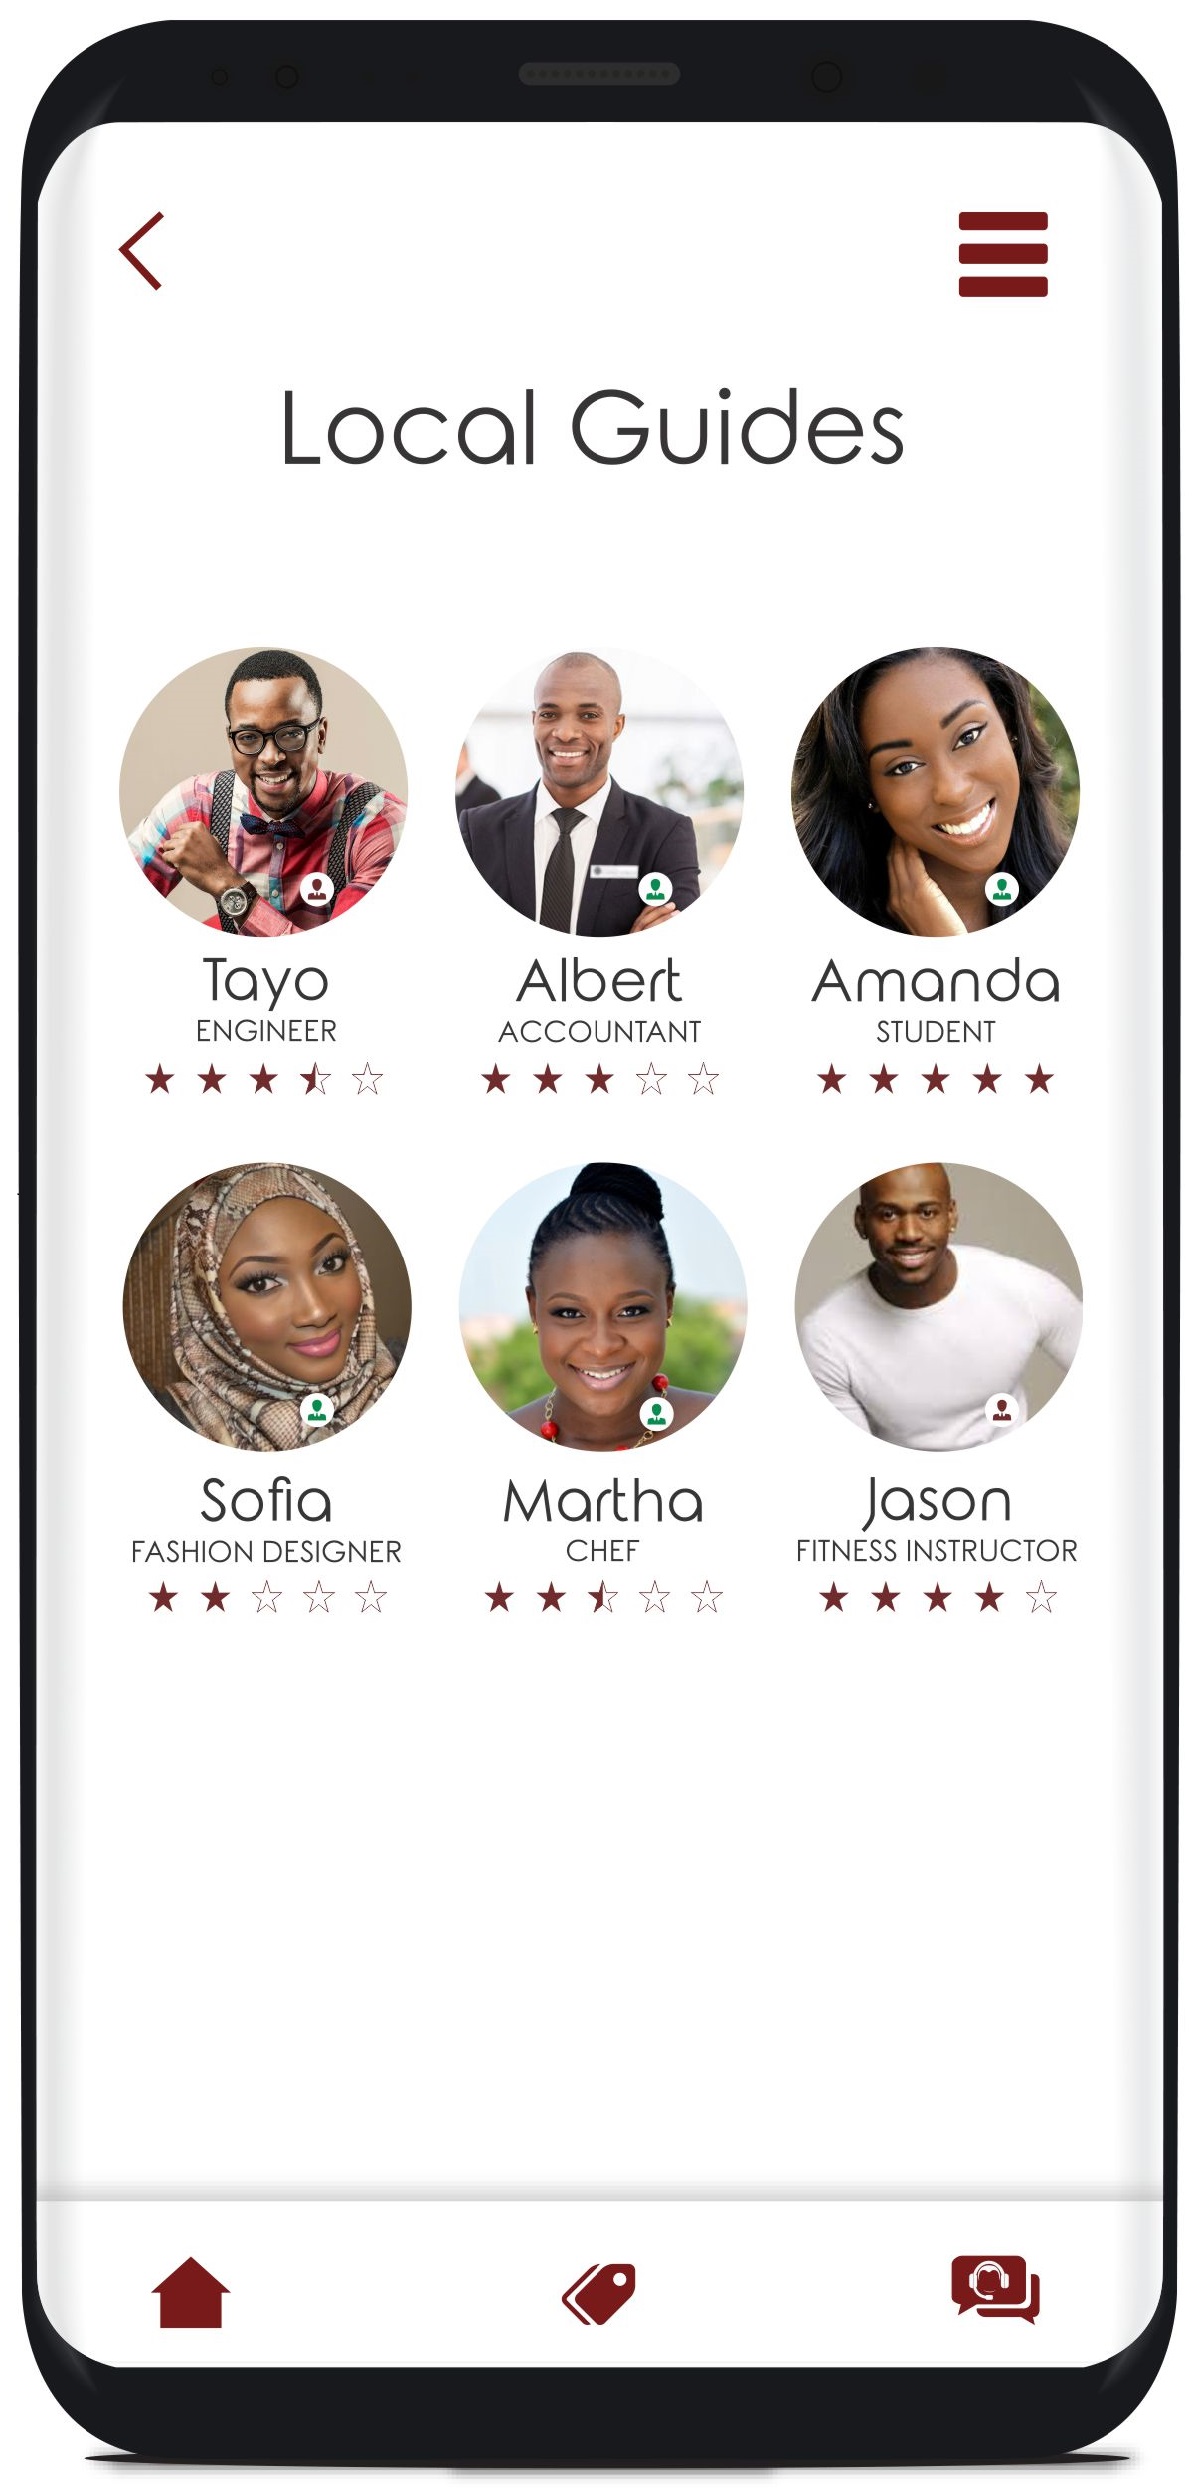 Local Guides
Tayo
ENGINEER
Albert
ACCOUNTANT
Amanda
STUDENT
Sofia
FASHION DESIGNER
Martha
CHEF
Jason
FITNESS INSTRUCTOR